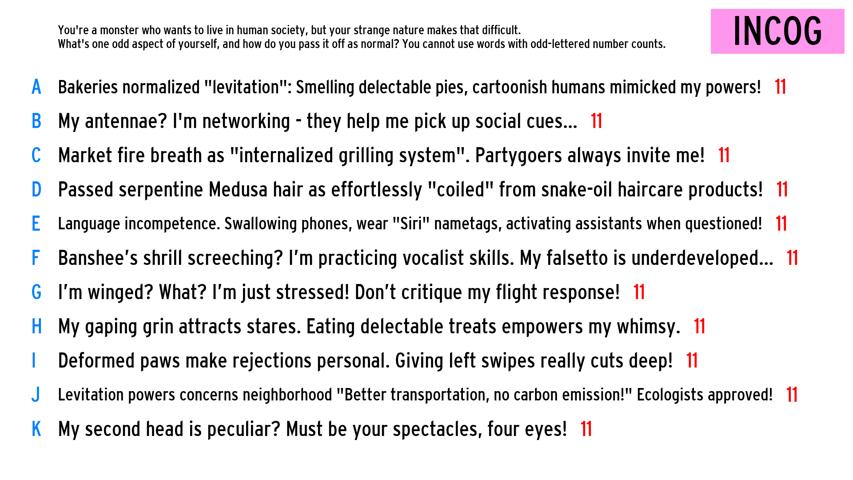 You're a monster who wants to live in human society, but your strange nature makes that difficult.
What's one odd aspect of yourself, and how do you pass it off as normal? You cannot use words with odd-lettered number counts.
INCOG
A Bakeries normalized "levitation": Smelling delectable pies, cartoonish humans mimicked my powers! 11
B My antennae? I'm networking - they help me pick up social cues... 11
C Market fire breath as "internalized grilling system". Partygoers always invite me! 11
D Passed serpentine Medusa hair as effortlessly "coiled" from snake-oil haircare products! 11
E Language incompetence. Swallowing phones, wear "Siri" nametags, activating assistants when questioned! 11
F Banshee’s shrill screeching? I’m practicing vocalist skills. My falsetto is underdeveloped... 11
G I’m winged? What? I’m just stressed! Don’t critique my flight response! 11
H My gaping grin attracts stares. Eating delectable treats empowers my whimsy. 11
I Deformed paws make rejections personal. Giving left swipes really cuts deep! 11
J Levitation powers concerns neighborhood "Better transportation, no carbon emission!" Ecologists approved! 11
K My second head is peculiar? Must be your spectacles, four eyes! 11